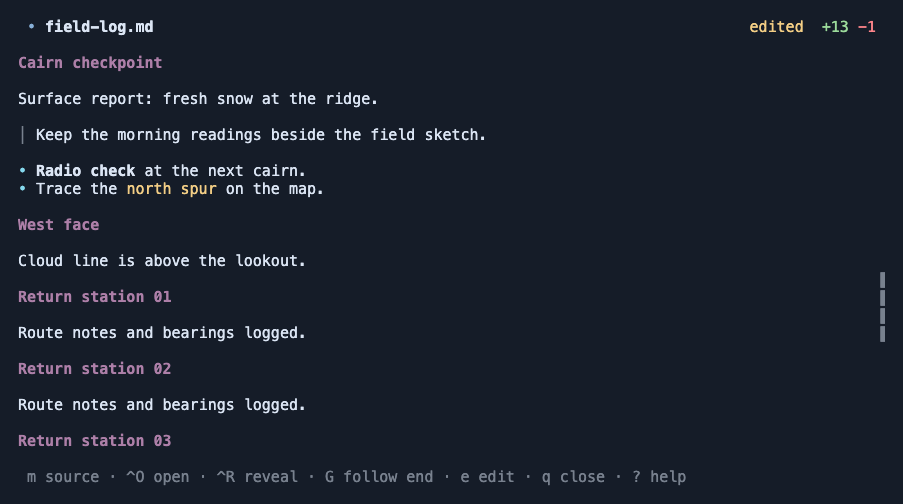 • field-log.md edited +13 -1
Cairn checkpoint
Surface report: fresh snow at the ridge.
│ Keep the morning readings beside the field sketch.
• Radio check at the next cairn.
• Trace the north spur on the map.
West face
Cloud line is above the lookout.
Return station 01
Route notes and bearings logged.
Return station 02
Route notes and bearings logged.
Return station 03
m source · ^O open · ^R reveal · G follow end · e edit · q close · ? help